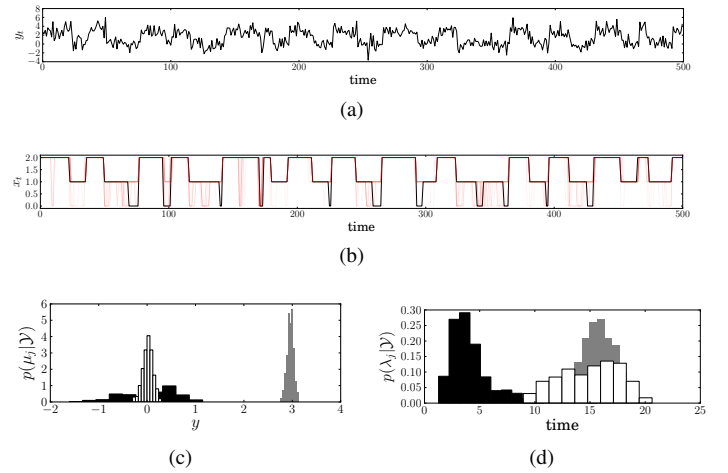 8
6
4
2
0
−2
−4
y_t
0 100 200 300 400 500
time
(a)
2.0
1.5
1.0
0.5
0.0
x_t
0 100 200 300 400 500
time
(b)
6
5
4
3
2
1
0
p(μ_j|𝒴)
−2 −1 0 1 2 3 4
y
(c)
0.30
0.25
0.20
0.15
0.10
0.05
0.00
p(λ_j|𝒴)
0 5 10 15 20 25
time
(d)